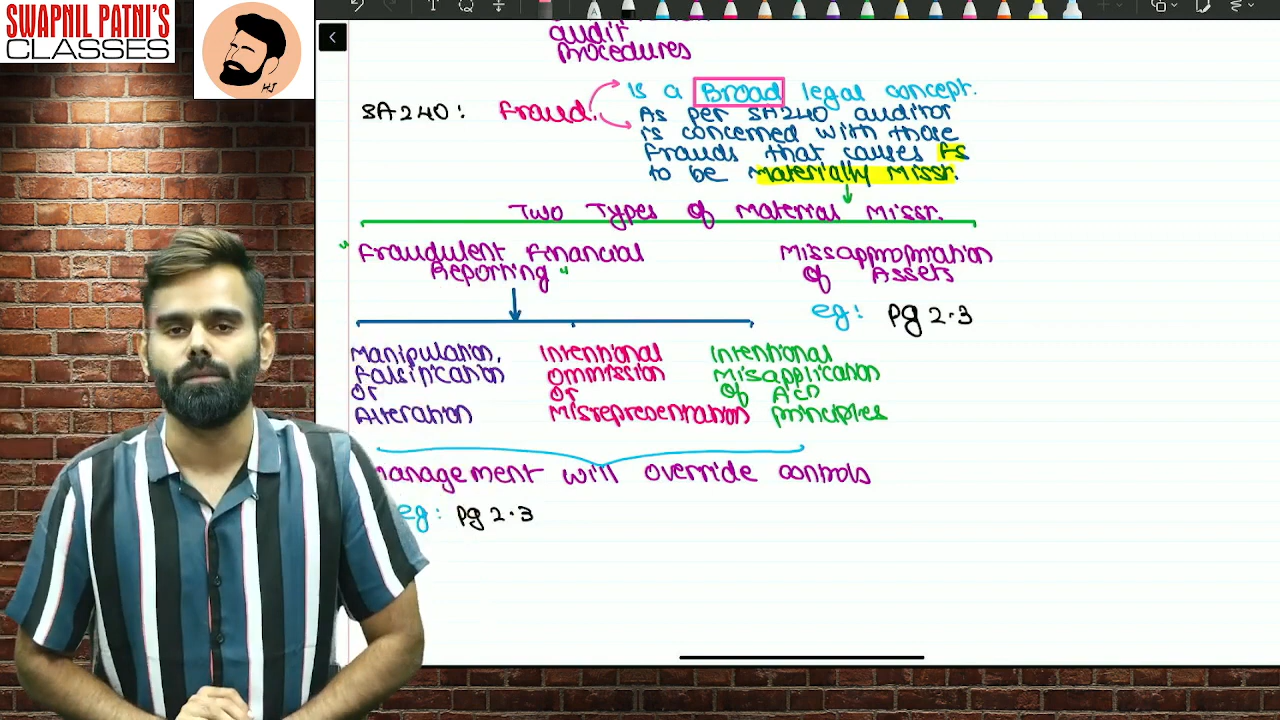 SWAPNIL PATNI'S
CLASSES
HJ
audit
Procedures
SA240: Fraud:
Is a Broad legal concept.
As per SA240 auditor
is concerned with those
Frauds that causes FS
to be Materially Misst.
Two Types of Material Misst.
"Fraudulent Financial
Reporting"
Missappropriation
of Assets
eg: pg 2.3
Manipulation,
Falsification
or
Alteration
Intentional
Ommission
or
Misrepresentation
Intentional
Misapplication
of Acc
principles
management will override controls
eg: pg 2.3